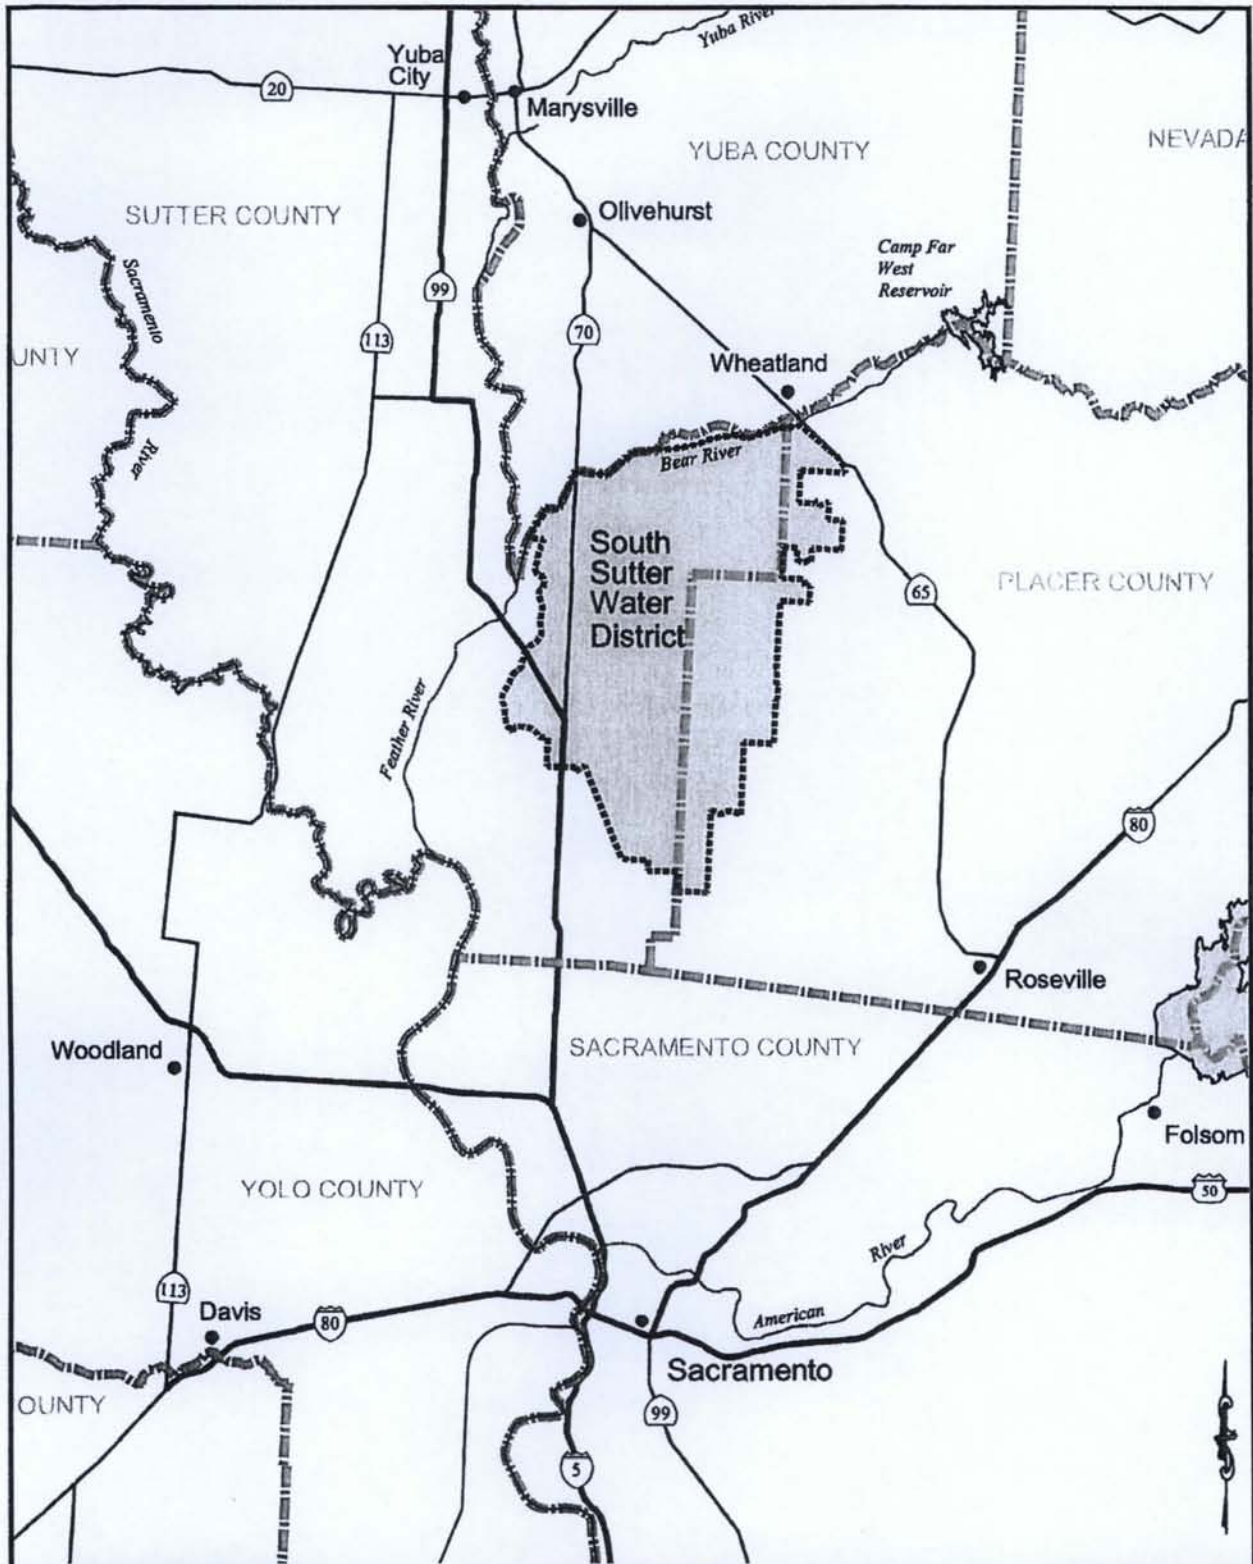 Yuba River
Yuba
City
20
Marysville
YUBA COUNTY
NEVADA
SUTTER COUNTY
Olivehurst
Sacramento
River
Camp Far
West
Reservoir
99
113
70
UNTY
Wheatland
Bear River
South
Sutter
Water
District
65
PLACER COUNTY
Feather River
80
Roseville
Woodland
SACRAMENTO COUNTY
Folsom
YOLO COUNTY
50
River
American
113
Davis
80
Sacramento
OUNTY
99
5